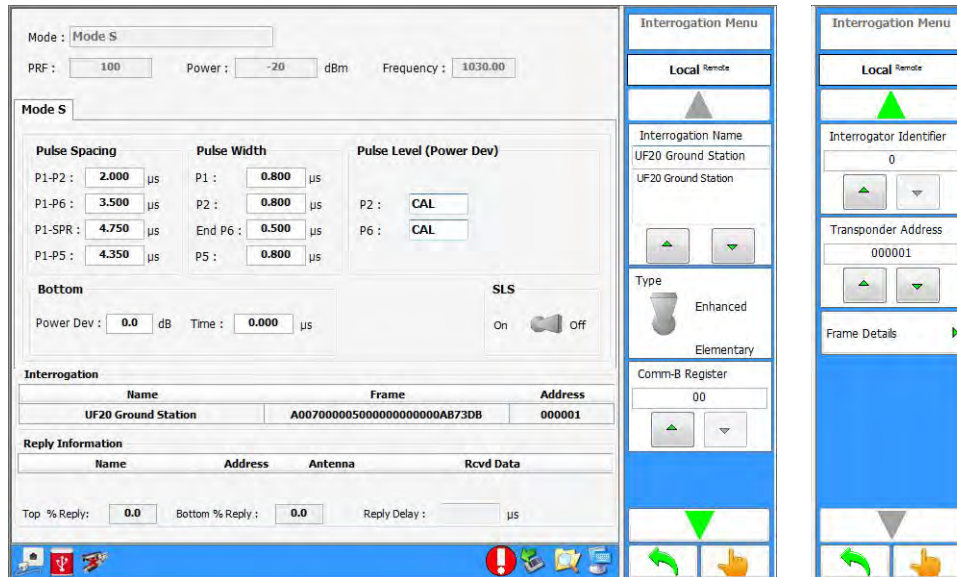 Mode : Mode S
PRF : 100 Power : -20 dBm Frequency : 1030.00
Mode S
Pulse Spacing
P1-P2 : 2.000 µs
P1-P6 : 3.500 µs
P1-SPR : 4.750 µs
P1-P5 : 4.350 µs
Pulse Width
P1 : 0.800 µs
P2 : 0.800 µs
End P6 : 0.500 µs
P5 : 0.800 µs
Pulse Level (Power Dev)
P2 : CAL
P6 : CAL
Bottom
Power Dev : 0.0 dB Time : 0.000 µs
SLS
On Off
Interrogation
Name Frame Address
UF20 Ground Station A0070000050000000000000AB73DB 000001
Reply Information
Name Address Antenna Rcvd Data
Top % Reply: 0.0 Bottom % Reply : 0.0 Reply Delay : µs
Interrogation Menu
Local Remote
Interrogation Name
UF20 Ground Station
UF20 Ground Station
Type
Enhanced
Elementary
Comm-B Register
00
Interrogation Menu
Local Remote
Interrogator Identifier
0
Transponder Address
000001
Frame Details